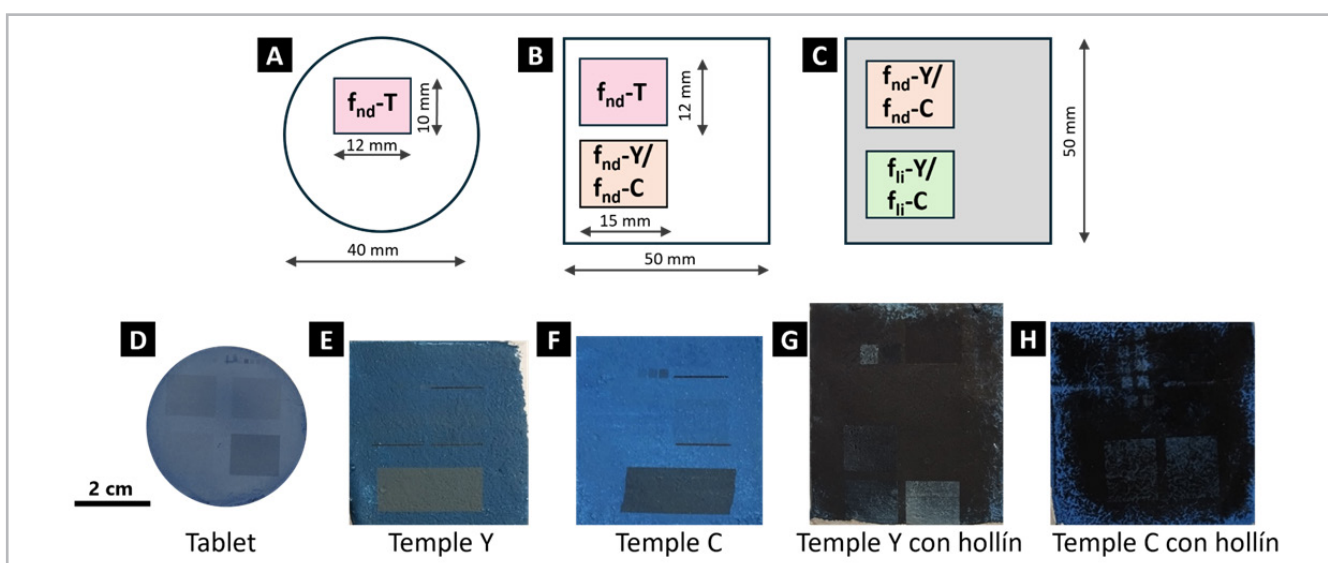 A
f_nd-T
10 mm
12 mm
40 mm
B
f_nd-T
12 mm
f_nd-Y/
f_nd-C
15 mm
50 mm
C
f_nd-Y/
f_nd-C
f_li-Y/
f_li-C
50 mm
D
E
F
G
H
2 cm
Tablet
Temple Y
Temple C
Temple Y con hollín
Temple C con hollín